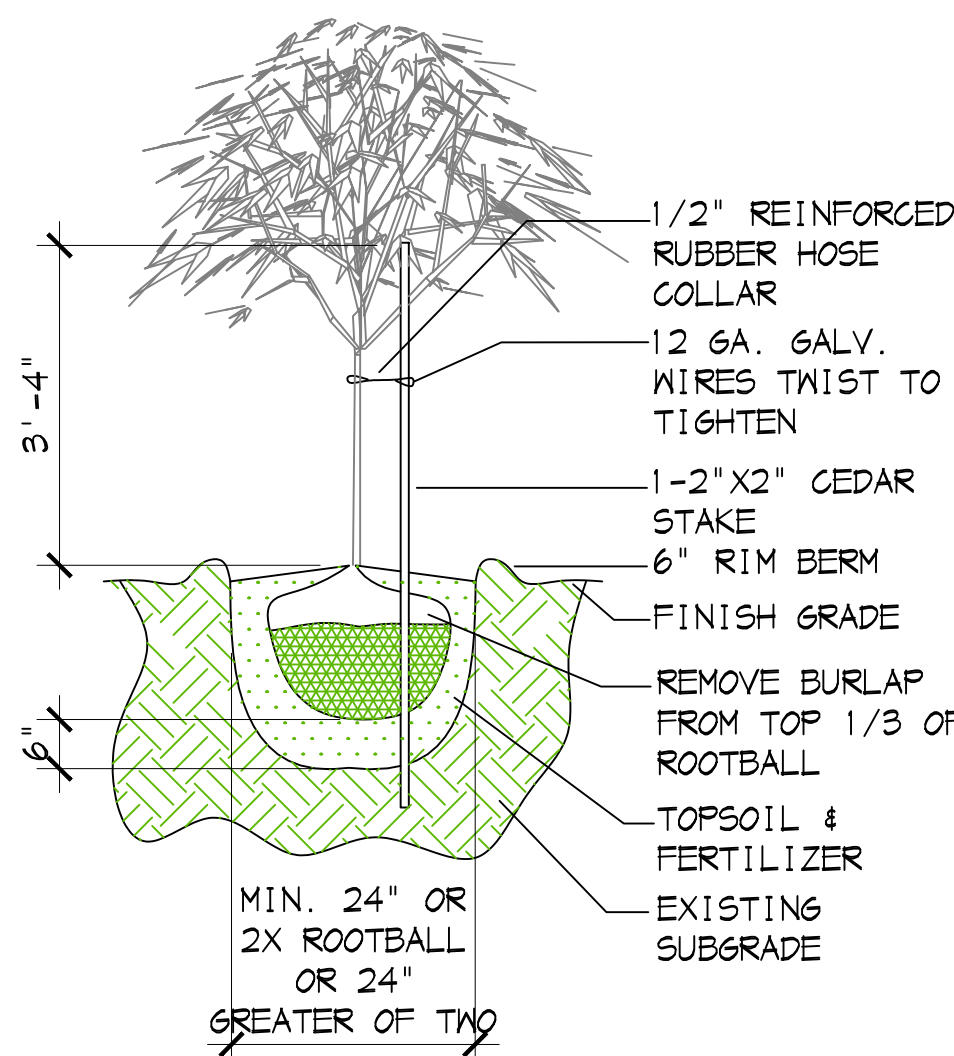 1/2" REINFORCED
RUBBER HOSE
COLLAR
12 GA. GALV.
WIRES TWIST TO
TIGHTEN
3'-4"
1-2"X2" CEDAR
STAKE
6" RIM BERM
FINISH GRADE
REMOVE BURLAP
FROM TOP 1/3 OF
ROOTBALL
6"
TOPSOIL &
FERTILIZER
EXISTING
SUBGRADE
MIN. 24" OR
2X ROOTBALL
OR 24"
GREATER OF TWO